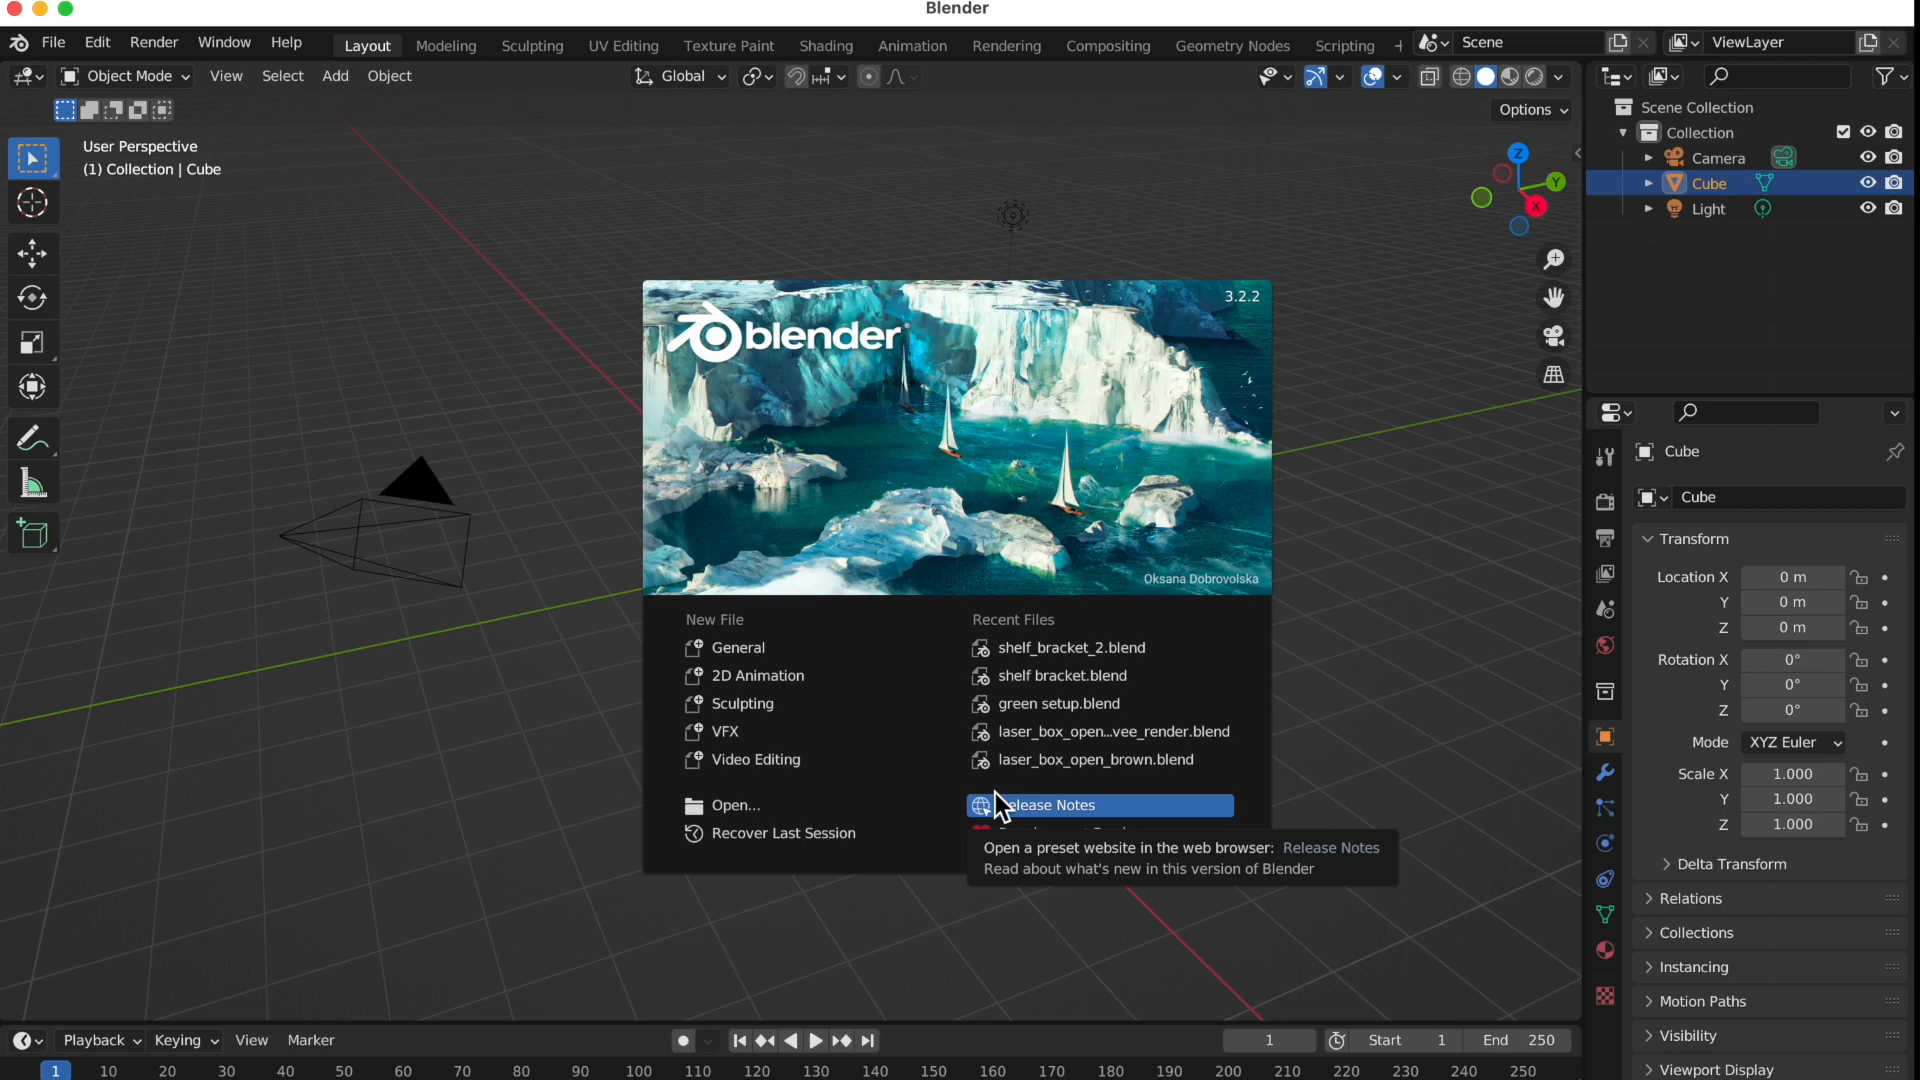 Blender
File Edit Render Window Help Layout Modeling Sculpting UV Editing Texture Paint Shading Animation Rendering Compositing Geometry Nodes Scripting + Scene ViewLayer
Object Mode View Select Add Object Global
Options
User Perspective
(1) Collection | Cube
Z
Y
X
Scene Collection
Collection
Camera
Cube
Light
3.2.2
blender
Oksana Dobrovolska
New File
General
2D Animation
Sculpting
VFX
Video Editing
Open...
Recover Last Session
Recent Files
shelf_bracket_2.blend
shelf bracket.blend
green setup.blend
laser_box_open...vee_render.blend
laser_box_open_brown.blend
elease Notes
Open a preset website in the web browser: Release Notes
Read about what's new in this version of Blender
Cube
Cube
Transform
Location X 0 m
Y 0 m
Z 0 m
Rotation X 0°
Y 0°
Z 0°
Mode XYZ Euler
Scale X 1.000
Y 1.000
Z 1.000
Delta Transform
Relations
Collections
Instancing
Motion Paths
Visibility
Viewport Display
Playback Keying View Marker 1 Start 1 End 250
1 10 20 30 40 50 60 70 80 90 100 110 120 130 140 150 160 170 180 190 200 210 220 230 240 250